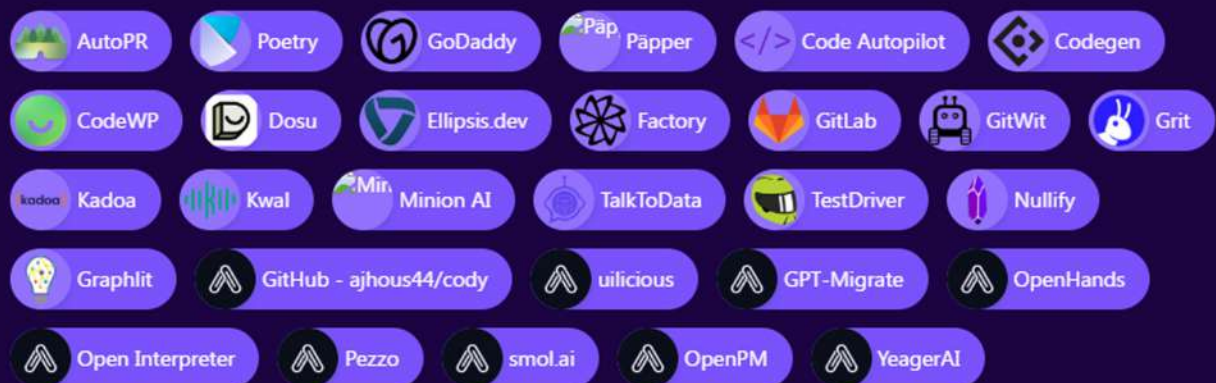 AutoPR Poetry GoDaddy Päp Päpper </> Code Autopilot Codegen
CodeWP Dosu Ellipsis.dev Factory GitLab GitWit Grit
kadoa Kadoa Kwal Min Minion AI TalkToData TestDriver Nullify
Graphlit GitHub - ajhous44/cody uilicious GPT-Migrate OpenHands
Open Interpreter Pezzo smol.ai OpenPM YeagerAI